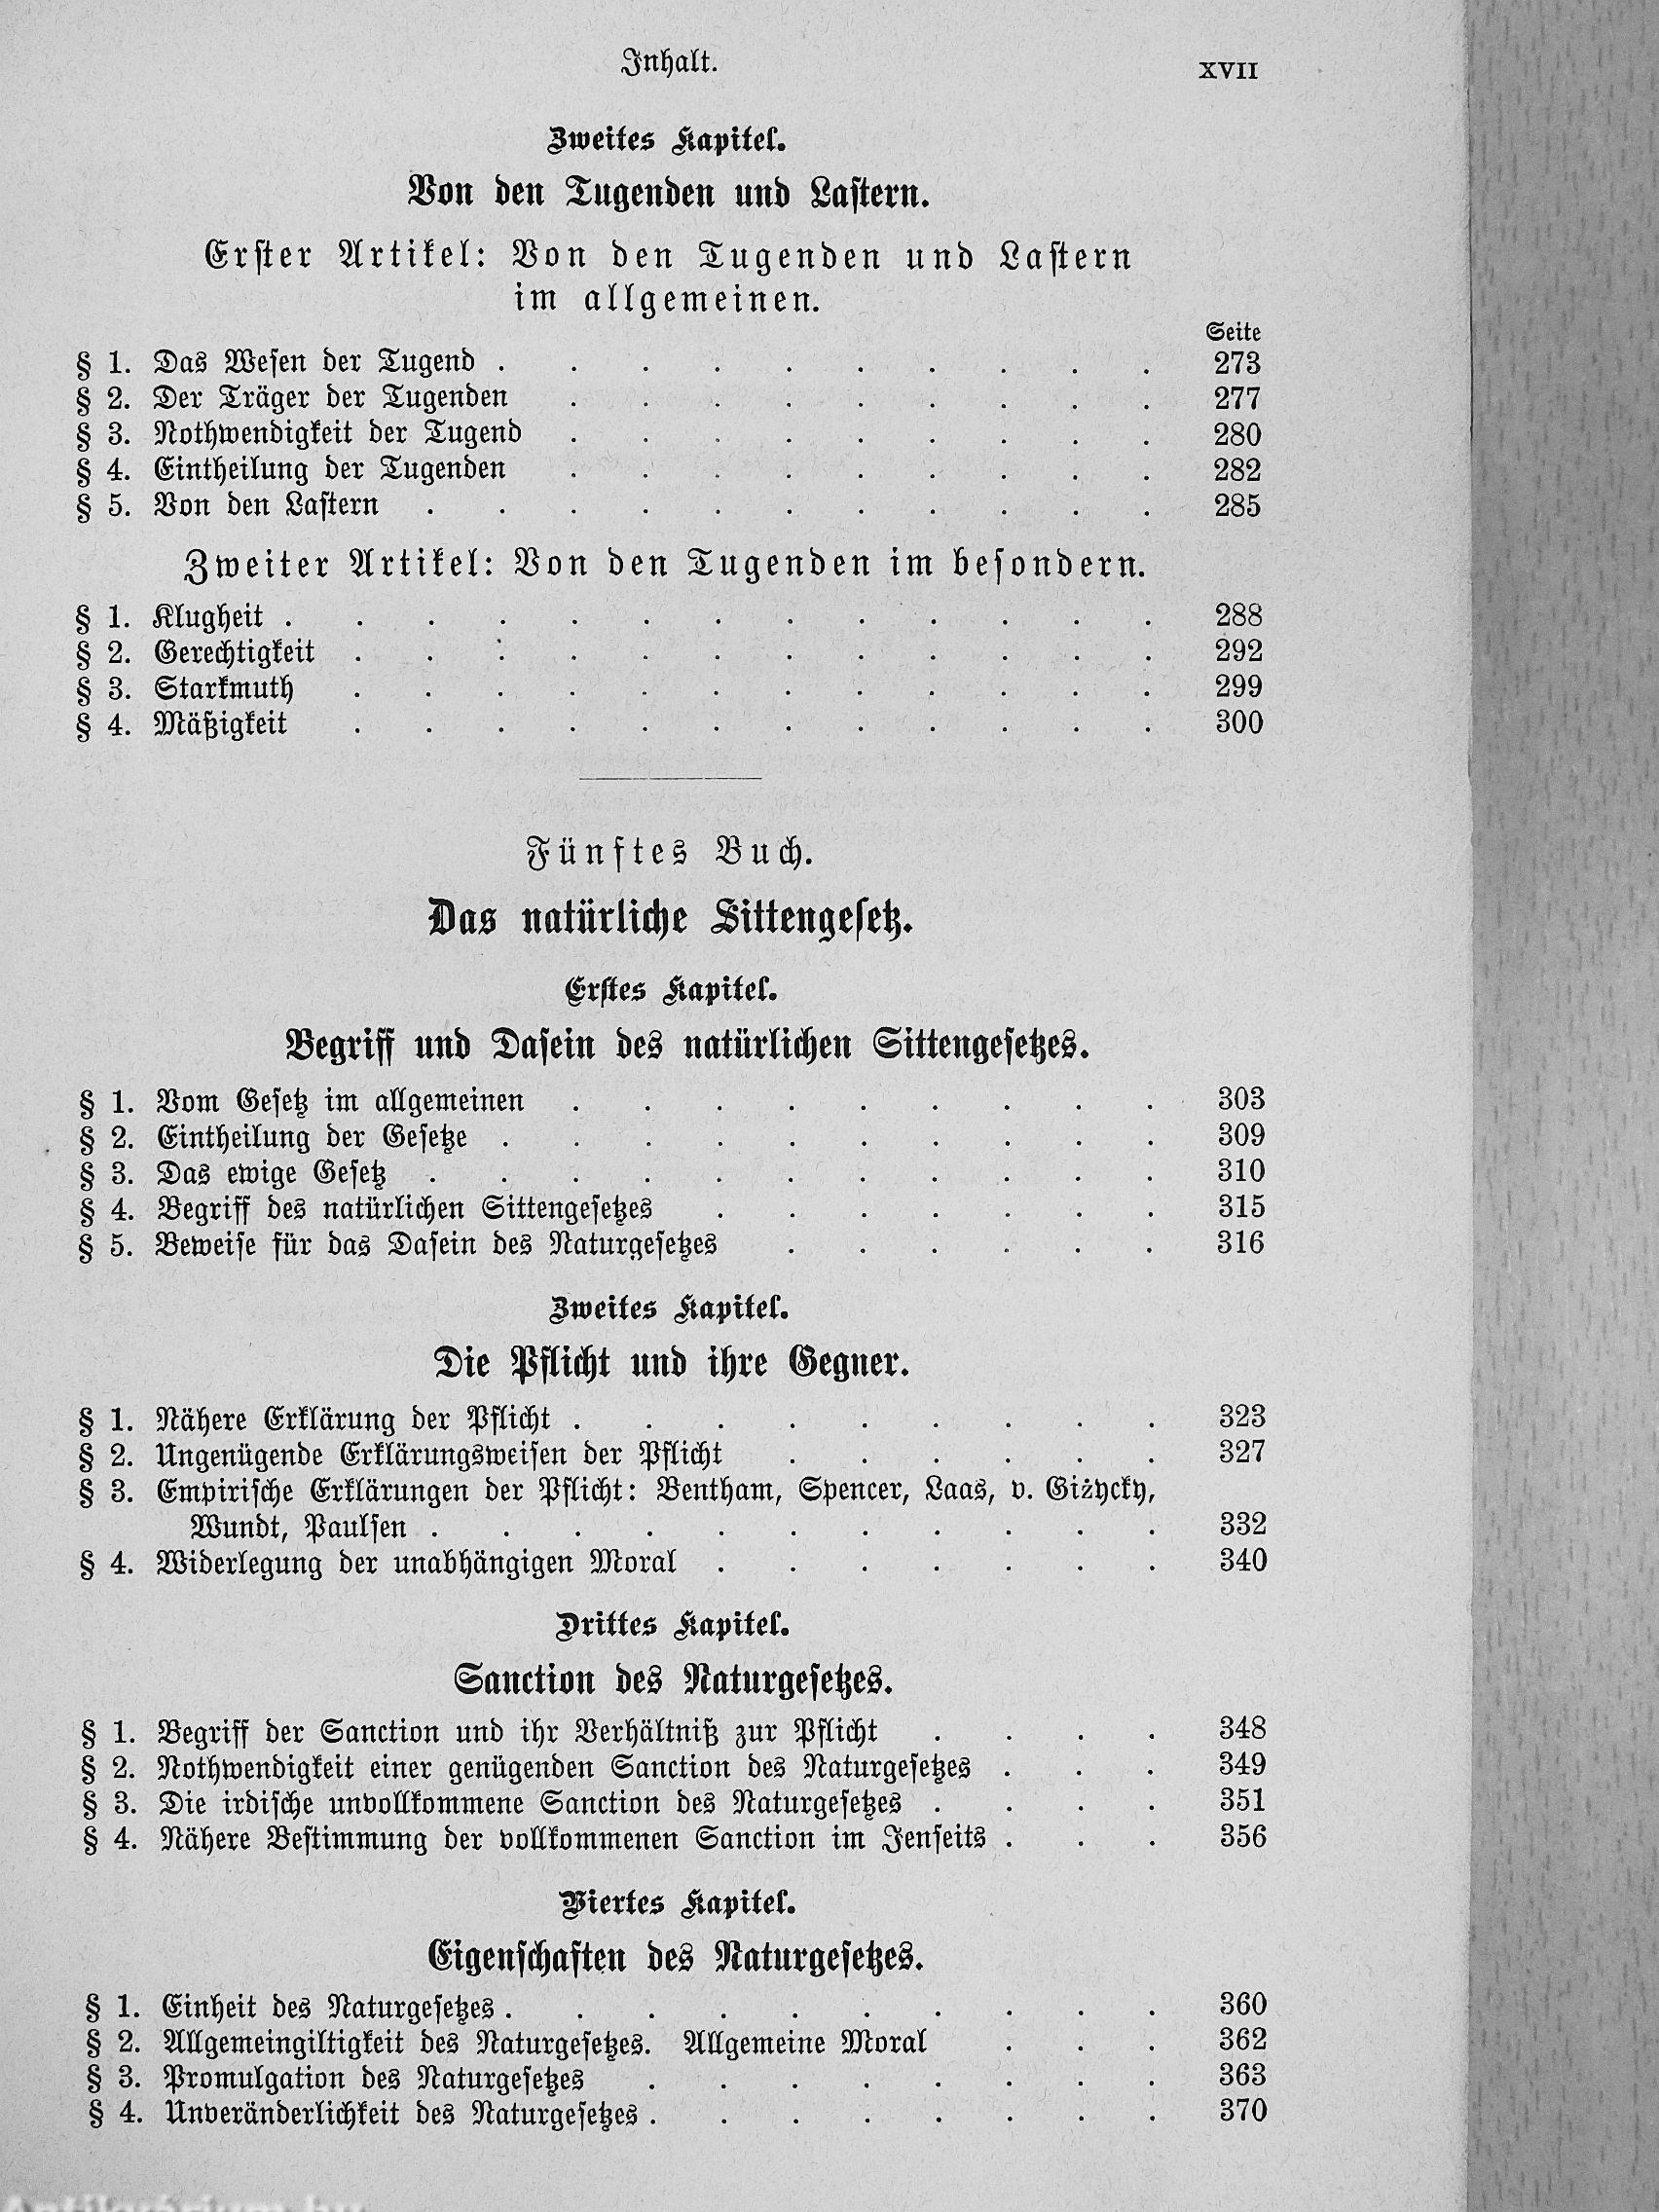 Inhalt. XVII
Zweites Kapitel.
Von den Tugenden und Lastern.
Erster Artikel: Von den Tugenden und Lastern
im allgemeinen.
Seite
§ 1. Das Wesen der Tugend . . . . . . . . . . 273
§ 2. Der Träger der Tugenden . . . . . . . . . 277
§ 3. Nothwendigkeit der Tugend . . . . . . . . . 280
§ 4. Eintheilung der Tugenden . . . . . . . . . 282
§ 5. Von den Lastern . . . . . . . . . . . 285
Zweiter Artikel: Von den Tugenden im besondern.
§ 1. Klugheit . . . . . . . . . . . . . 288
§ 2. Gerechtigkeit . . . . . . . . . . . . 292
§ 3. Starkmuth . . . . . . . . . . . . 299
§ 4. Mäßigkeit . . . . . . . . . . . . 300
Fünftes Buch.
Das natürliche Sittengesetz.
Erstes Kapitel.
Begriff und Dasein des natürlichen Sittengesetzes.
§ 1. Vom Gesetz im allgemeinen . . . . . . . . . 303
§ 2. Eintheilung der Gesetze . . . . . . . . . . 309
§ 3. Das ewige Gesetz . . . . . . . . . . . 310
§ 4. Begriff des natürlichen Sittengesetzes . . . . . . . 315
§ 5. Beweise für das Dasein des Naturgesetzes . . . . . . 316
Zweites Kapitel.
Die Pflicht und ihre Gegner.
§ 1. Nähere Erklärung der Pflicht . . . . . . . . . 323
§ 2. Ungenügende Erklärungsweisen der Pflicht . . . . . . 327
§ 3. Empirische Erklärungen der Pflicht: Bentham, Spencer, Laas, v. Giżycky,
Wundt, Paulsen . . . . . . . . . . . 332
§ 4. Widerlegung der unabhängigen Moral . . . . . . . 340
Drittes Kapitel.
Sanction des Naturgesetzes.
§ 1. Begriff der Sanction und ihr Verhältniß zur Pflicht . . . . 348
§ 2. Nothwendigkeit einer genügenden Sanction des Naturgesetzes . . . 349
§ 3. Die irdische unvollkommene Sanction des Naturgesetzes . . . . 351
§ 4. Nähere Bestimmung der vollkommenen Sanction im Jenseits . . . 356
Viertes Kapitel.
Eigenschaften des Naturgesetzes.
§ 1. Einheit des Naturgesetzes . . . . . . . . . . 360
§ 2. Allgemeingiltigkeit des Naturgesetzes. Allgemeine Moral . . . 362
§ 3. Promulgation des Naturgesetzes . . . . . . . . 363
§ 4. Unveränderlichkeit des Naturgesetzes . . . . . . . . 370